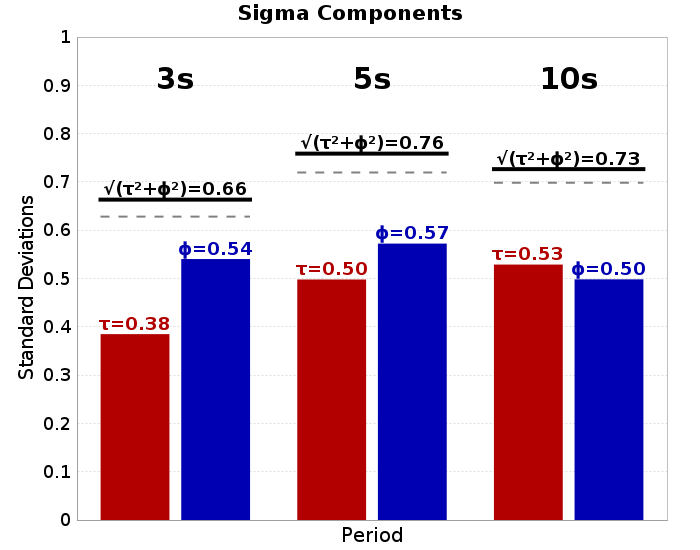 Sigma Components
1
0.9
0.8
0.7
0.6
0.5
0.4
0.3
0.2
0.1
0
Standard Deviations
3s
5s
10s
√(τ²+ϕ²)=0.66
√(τ²+ϕ²)=0.76
√(τ²+ϕ²)=0.73
τ=0.38
ϕ=0.54
τ=0.50
ϕ=0.57
τ=0.53
ϕ=0.50
Period